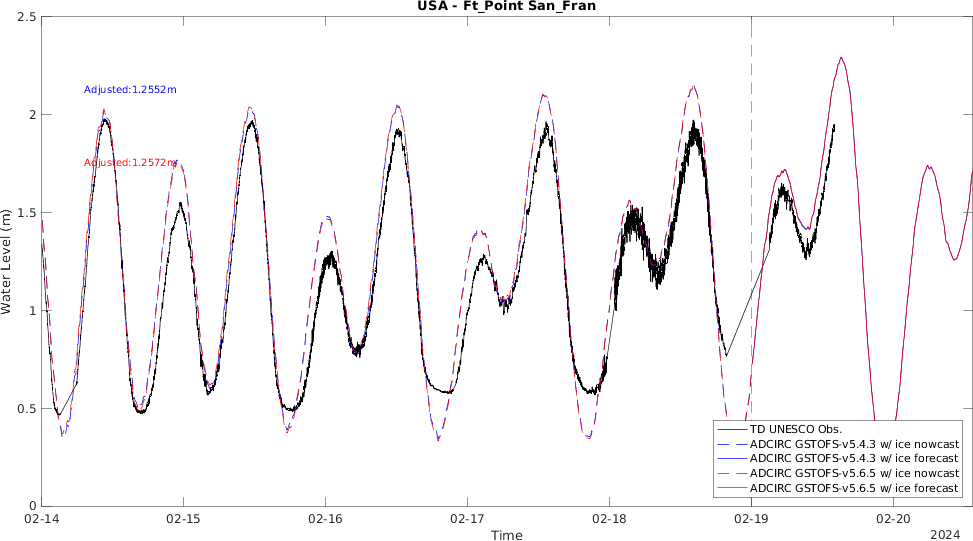 USA - Ft_Point San_Fran
2.5
2
1.5
1
0.5
0
Water Level (m)
Adjusted:1.2552m
Adjusted:1.2572m
TD UNESCO Obs.
ADCIRC GSTOFS-v5.4.3 w/ ice nowcast
ADCIRC GSTOFS-v5.4.3 w/ ice forecast
ADCIRC GSTOFS-v5.6.5 w/ ice nowcast
ADCIRC GSTOFS-v5.6.5 w/ ice forecast
02-14 02-15 02-16 02-17 02-18 02-19 02-20
Time
2024